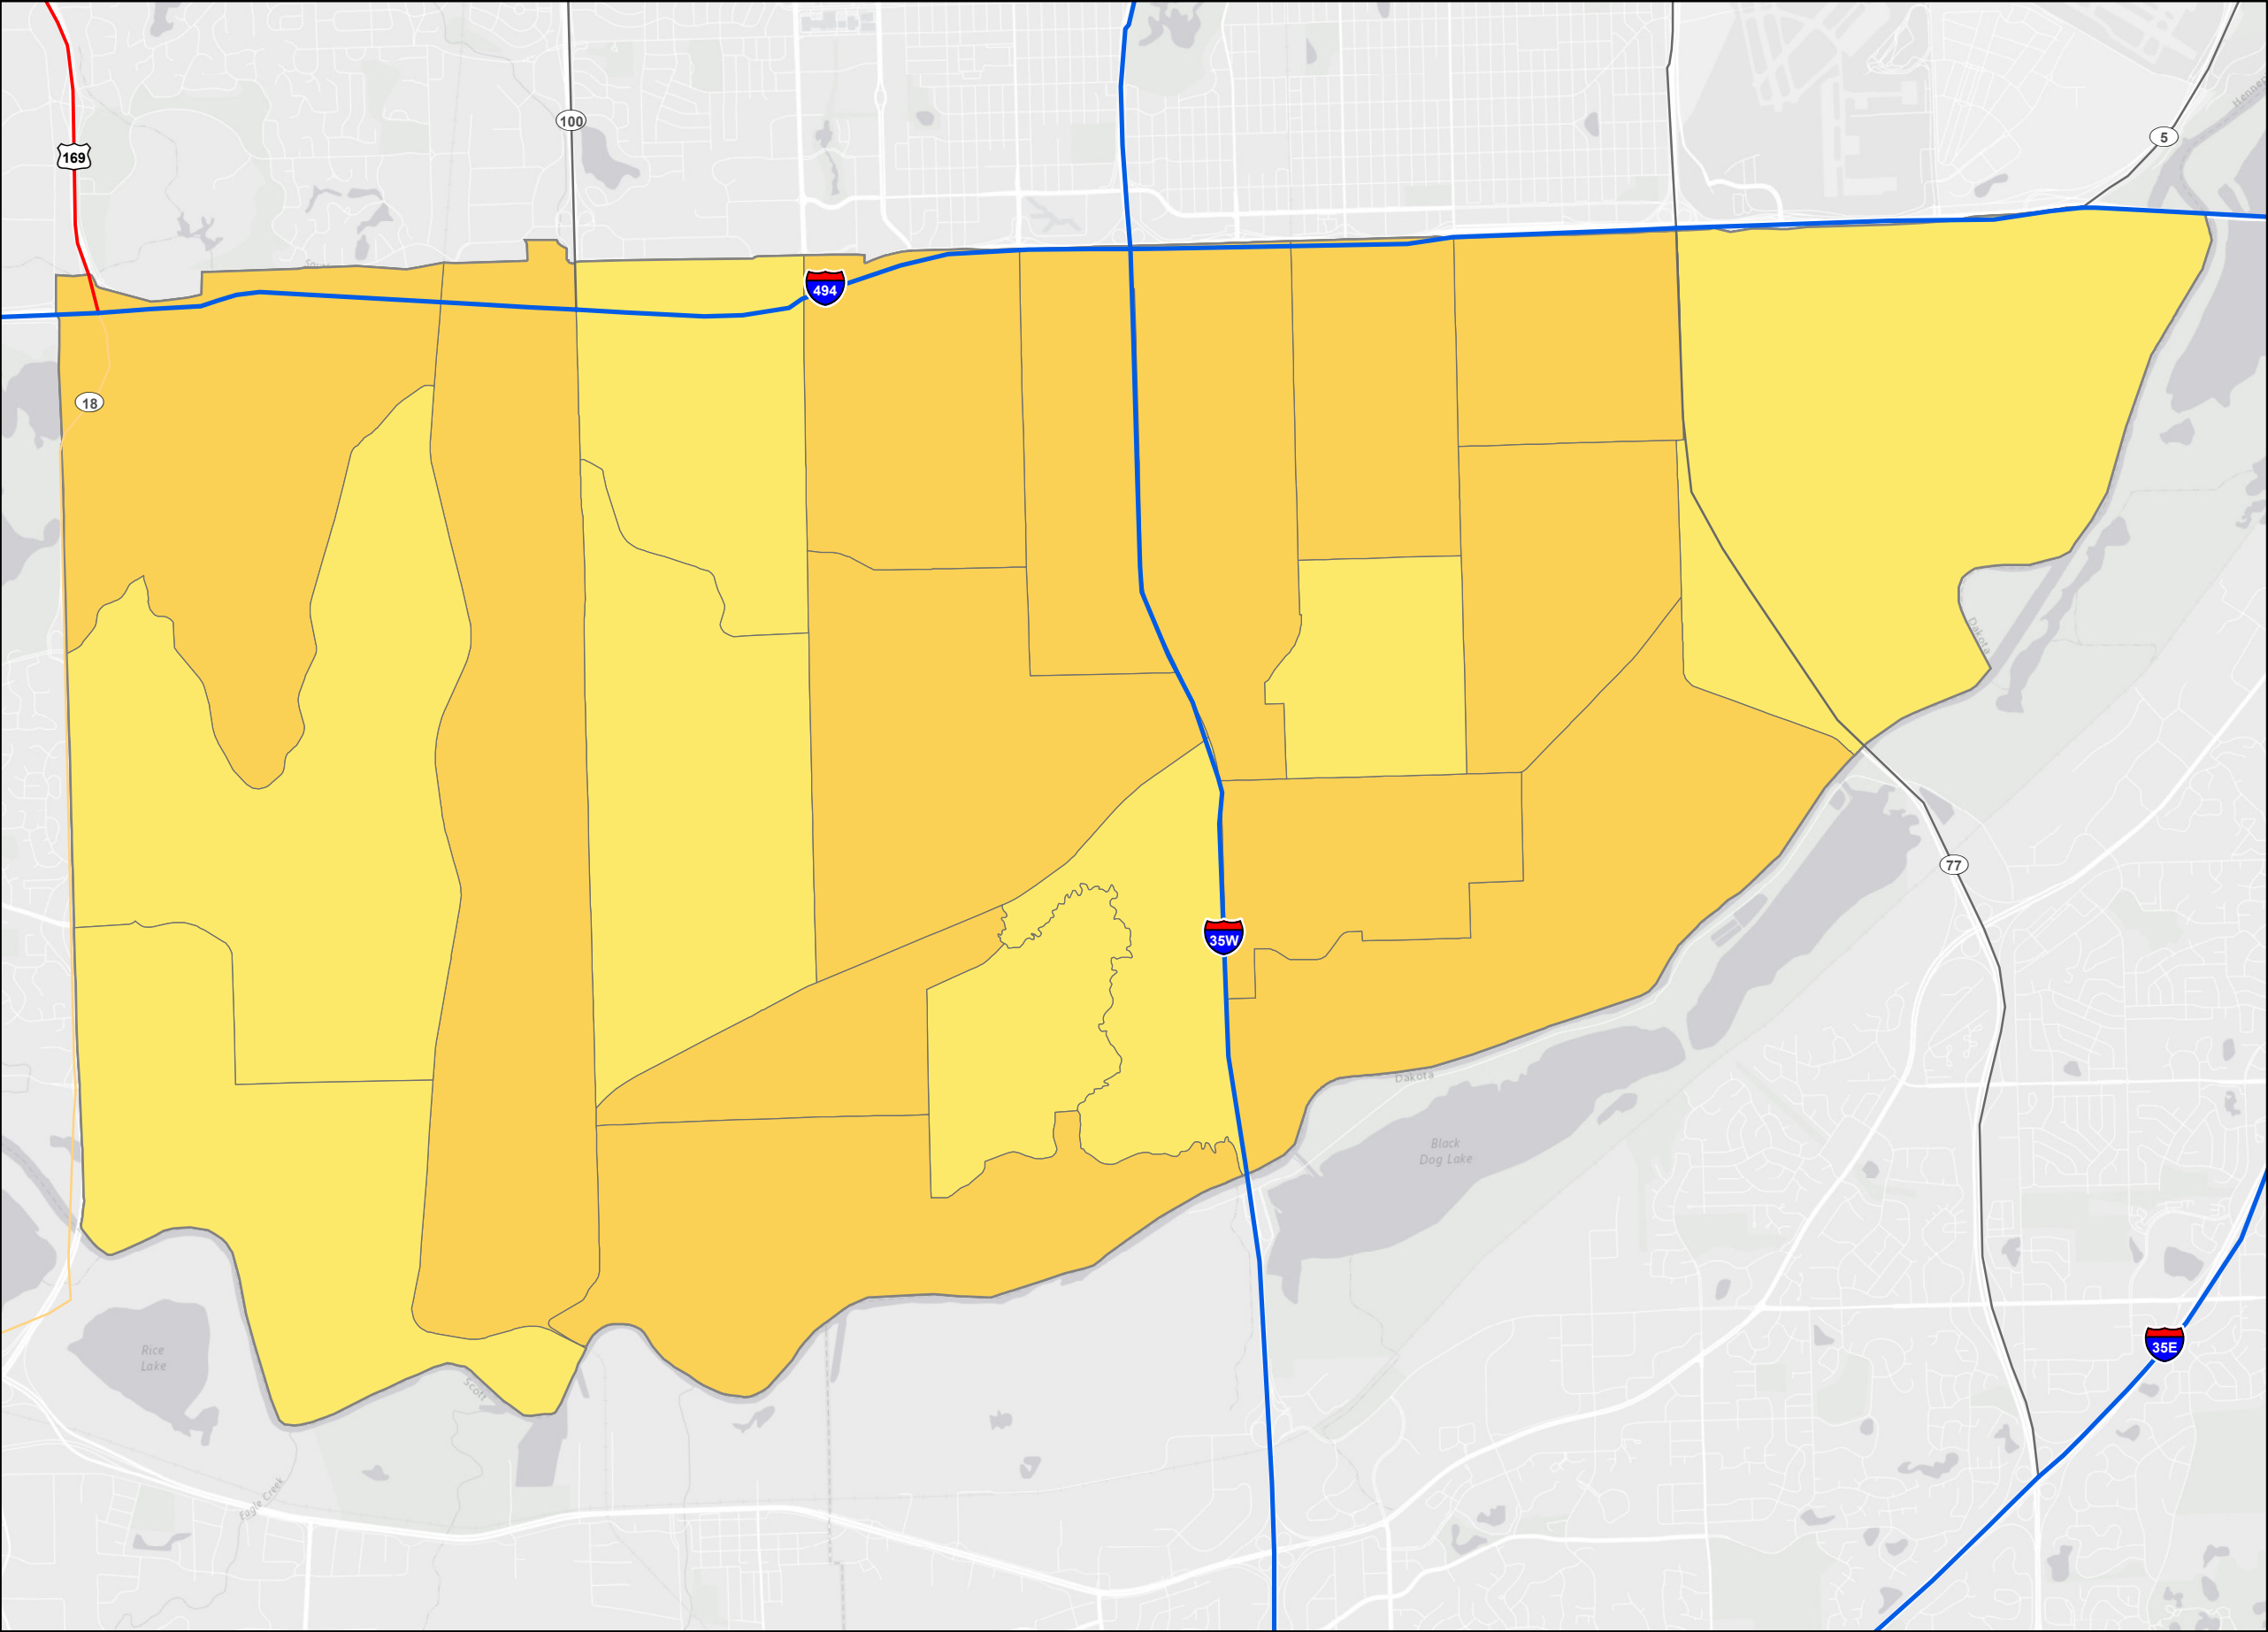 100
169
5
494
18
Dakota
77
35W
Dakota
Black
Dog Lake
Rice
Lake
35E
Scott
Eagle Creek